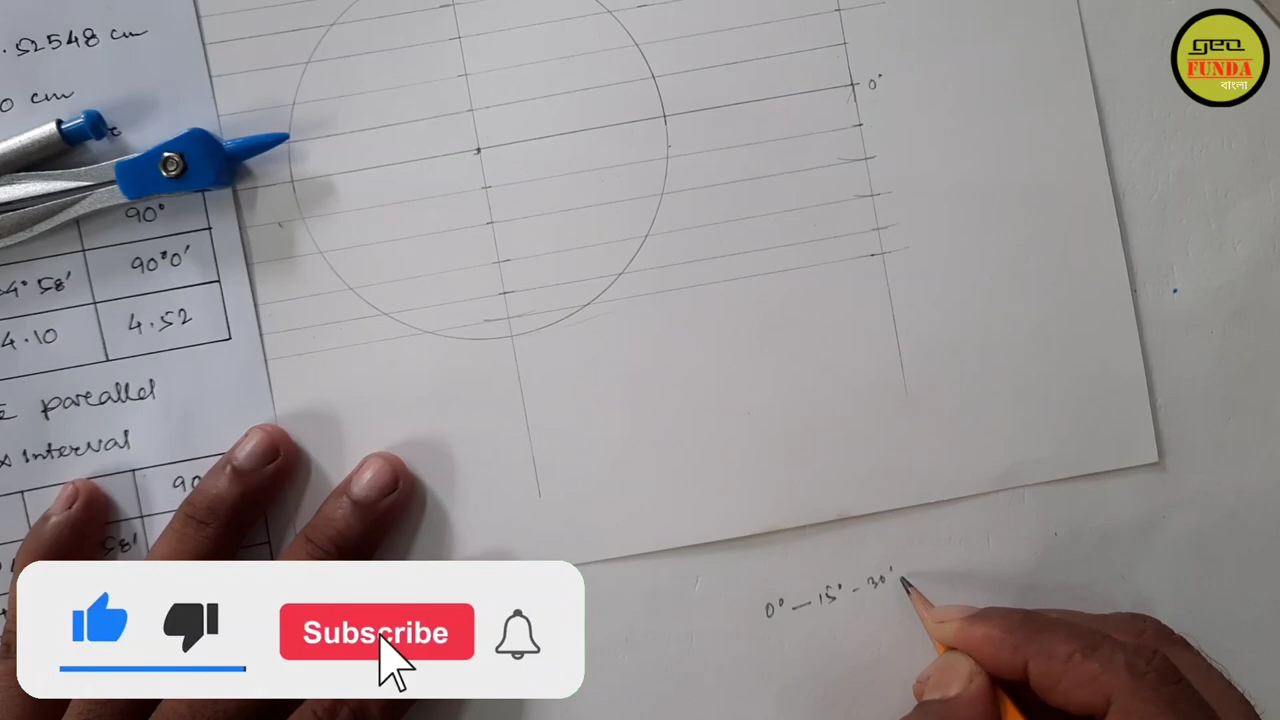 .52548 cm
0 cm
90°
4° 58' 90°0'
4.10 4.52
parallel
Interval
90
58'
0°
0° — 15° - 30°
geo
FUNDA
বাংলা
Subscribe